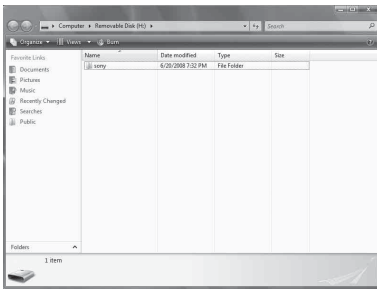 Computer ▸ Removable Disk (H:) ▸ Search
Organize Views Burn
Favorite Links
Documents
Pictures
Music
Recently Changed
Searches
Public
Folders
Name Date modified Type Size
sony 6/20/2008 7:32 PM File Folder
1 item